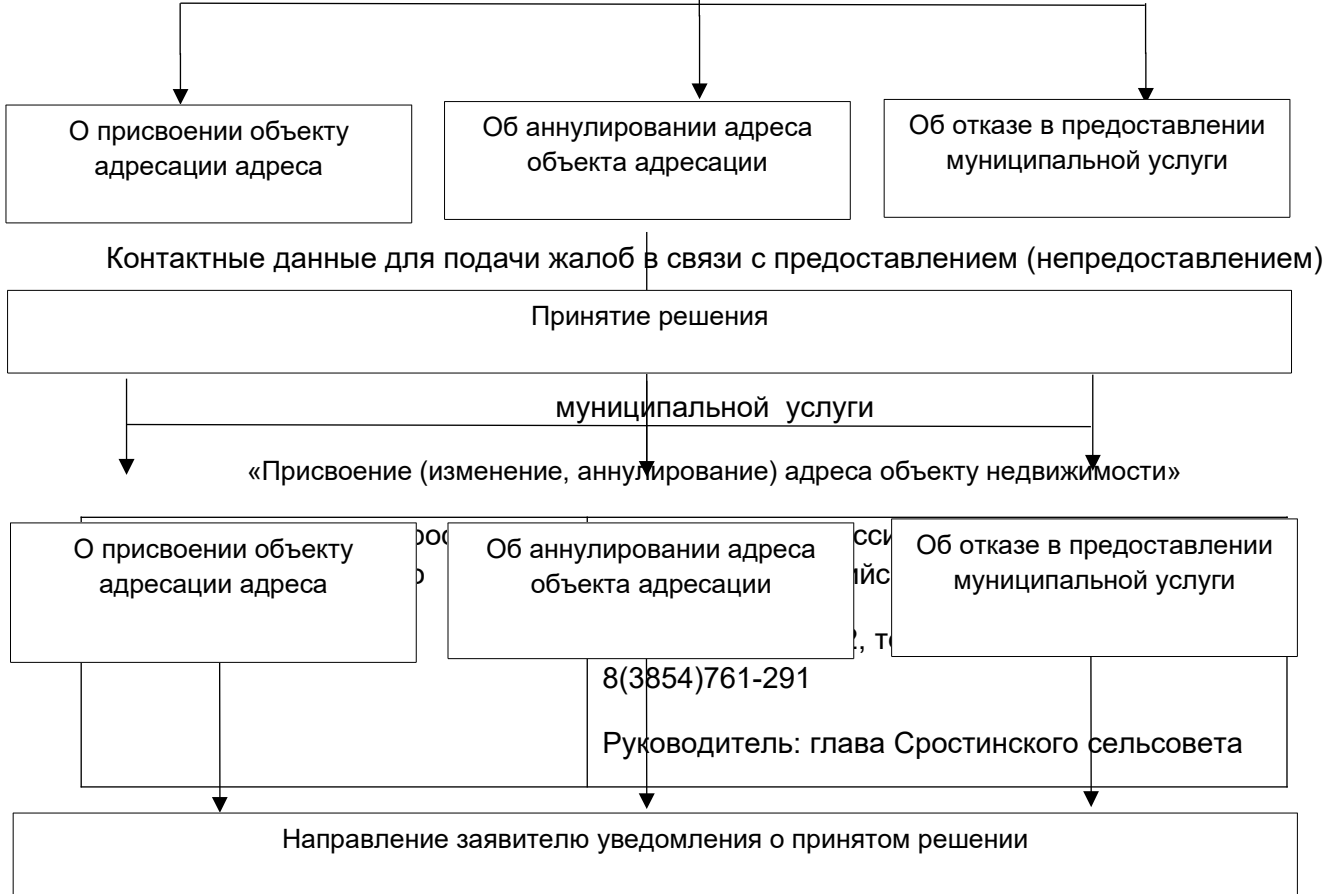 О присвоении объекту
адресации адреса
Об аннулировании адреса
объекта адресации
Об отказе в предоставлении
муниципальной услуги
Контактные данные для подачи жалоб в связи с предоставлением (непредоставлением)
Принятие решения
муниципальной услуги
«Присвоение (изменение, аннулирование) адреса объекту недвижимости»
О присвоении объекту
адресации адреса
Об аннулировании адреса
объекта адресации
Об отказе в предоставлении
муниципальной услуги
8(3854)761-291
Руководитель: глава Сростинского сельсовета
Направление заявителю уведомления о принятом решении